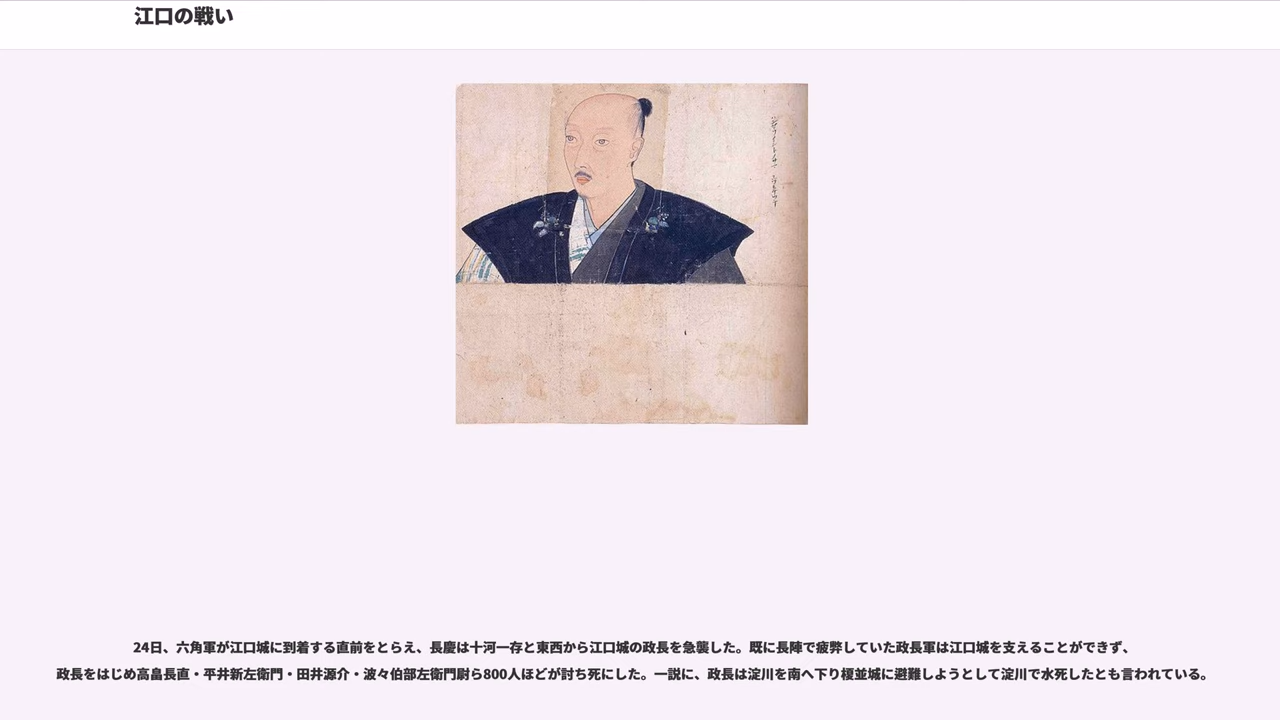 江口の戦い
24日、六角軍が江口城に到着する直前をとらえ、長慶は十河一存と東西から江口城の政長を急襲した。既に長陣で疲弊していた政長軍は江口城を支えることができず、
政長をはじめ高畠長直・平井新左衛門・田井源介・波々伯部左衛門尉ら800人ほどが討ち死にした。一説に、政長は淀川を南へ下り榎並城に避難しようとして淀川で水死したとも言われている。